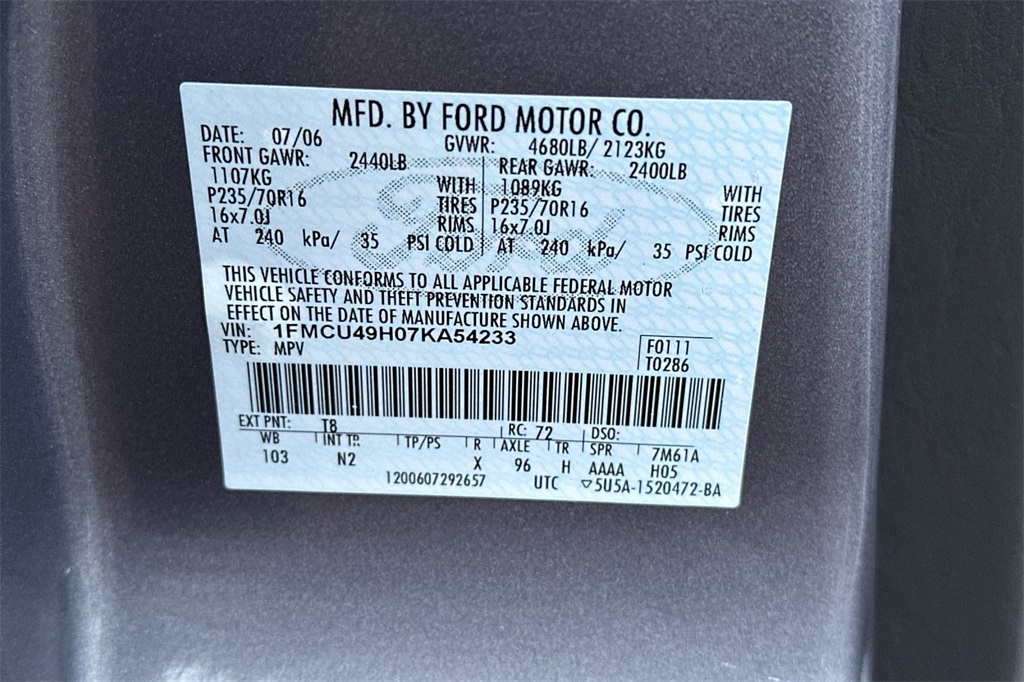 MFD. BY FORD MOTOR CO.
DATE: 07/06 GVWR: 4680LB/ 2123KG
FRONT GAWR: 2440LB REAR GAWR: 2400LB
1107KG WITH 1089KG WITH
P235/70R16 TIRES P235/70R16 TIRES
16x7.0J RIMS 16x7.0J RIMS
AT 240 kPa/ 35 PSI COLD AT 240 kPa/ 35 PSI COLD
Ford
THIS VEHICLE CONFORMS TO ALL APPLICABLE FEDERAL MOTOR
VEHICLE SAFETY AND THEFT PREVENTION STANDARDS IN
EFFECT ON THE DATE OF MANUFACTURE SHOWN ABOVE.
VIN: 1FMCU49H07KA54233
TYPE: MPV
F0111
T0286
EXT PNT: T8 RC: 72 DSO:
WB INT TR TP/PS R AXLE TR SPR 7M61A
103 N2 X 96 H AAAA H05
1200607292657 UTC ▽5U5A-1520472-BA